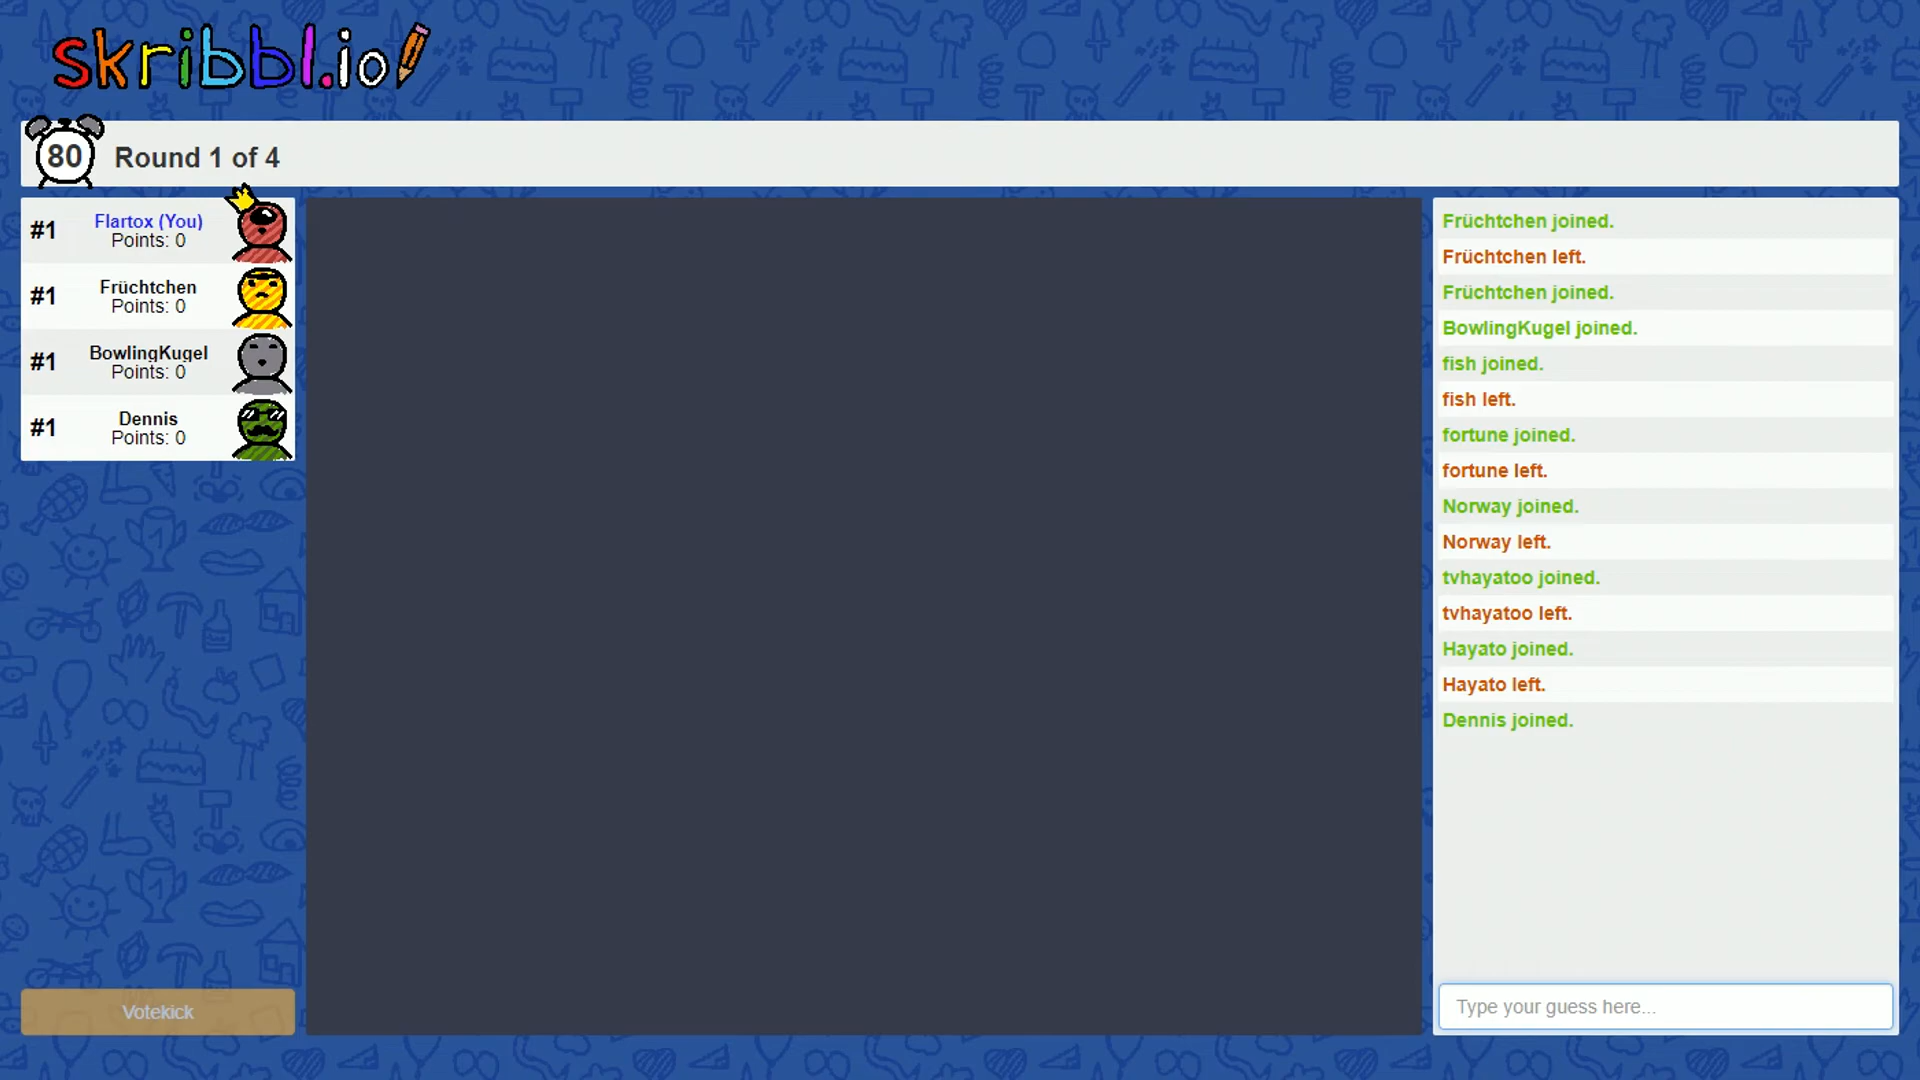 skribbl.io
80
Round 1 of 4
#1
Flartox (You)
Points: 0
#1
Früchtchen
Points: 0
#1
BowlingKugel
Points: 0
#1
Dennis
Points: 0
Votekick
Früchtchen joined.
Früchtchen left.
Früchtchen joined.
BowlingKugel joined.
fish joined.
fish left.
fortune joined.
fortune left.
Norway joined.
Norway left.
tvhayatoo joined.
tvhayatoo left.
Hayato joined.
Hayato left.
Dennis joined.
Type your guess here...